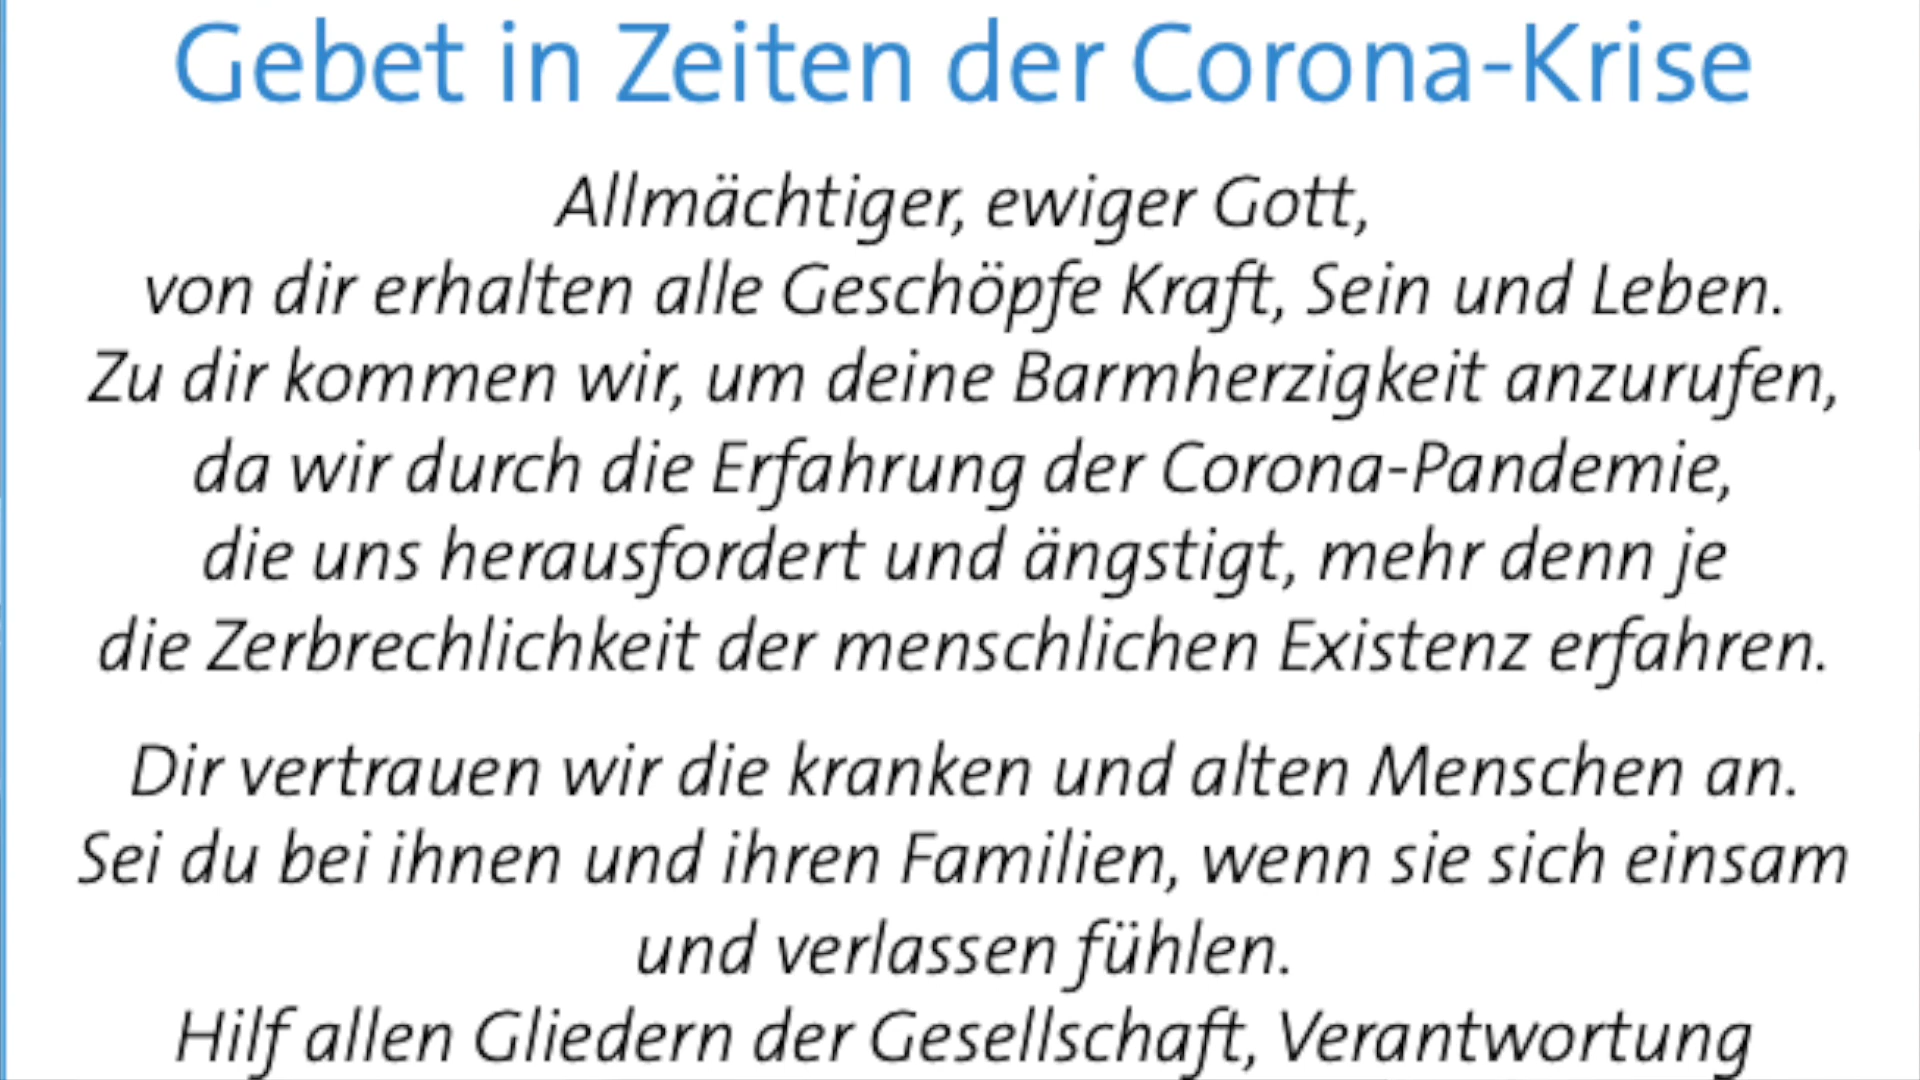 Gebet in Zeiten der Corona-Krise
Allmächtiger, ewiger Gott,
von dir erhalten alle Geschöpfe Kraft, Sein und Leben.
Zu dir kommen wir, um deine Barmherzigkeit anzurufen,
da wir durch die Erfahrung der Corona-Pandemie,
die uns herausfordert und ängstigt, mehr denn je
die Zerbrechlichkeit der menschlichen Existenz erfahren.
Dir vertrauen wir die kranken und alten Menschen an.
Sei du bei ihnen und ihren Familien, wenn sie sich einsam
und verlassen fühlen.
Hilf allen Gliedern der Gesellschaft, Verantwortung